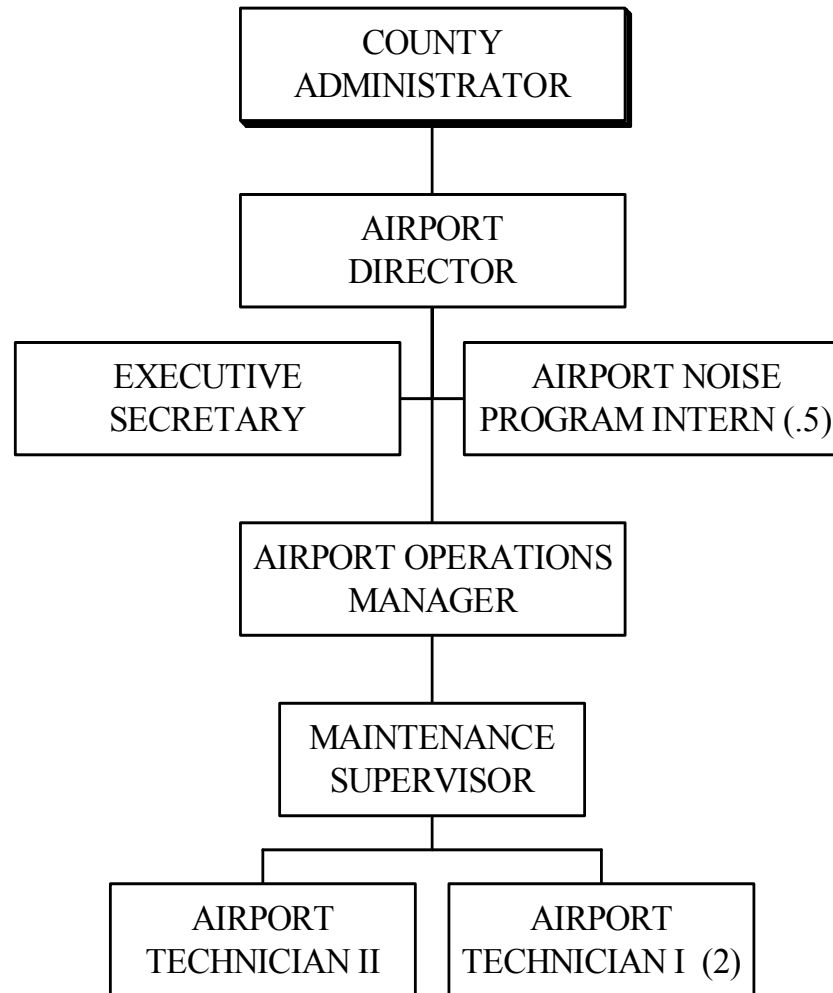 COUNTY
ADMINISTRATOR
AIRPORT
DIRECTOR
EXECUTIVE
SECRETARY
AIRPORT NOISE
PROGRAM INTERN (.5)
AIRPORT OPERATIONS
MANAGER
MAINTENANCE
SUPERVISOR
AIRPORT
TECHNICIAN II
AIRPORT
TECHNICIAN I (2)